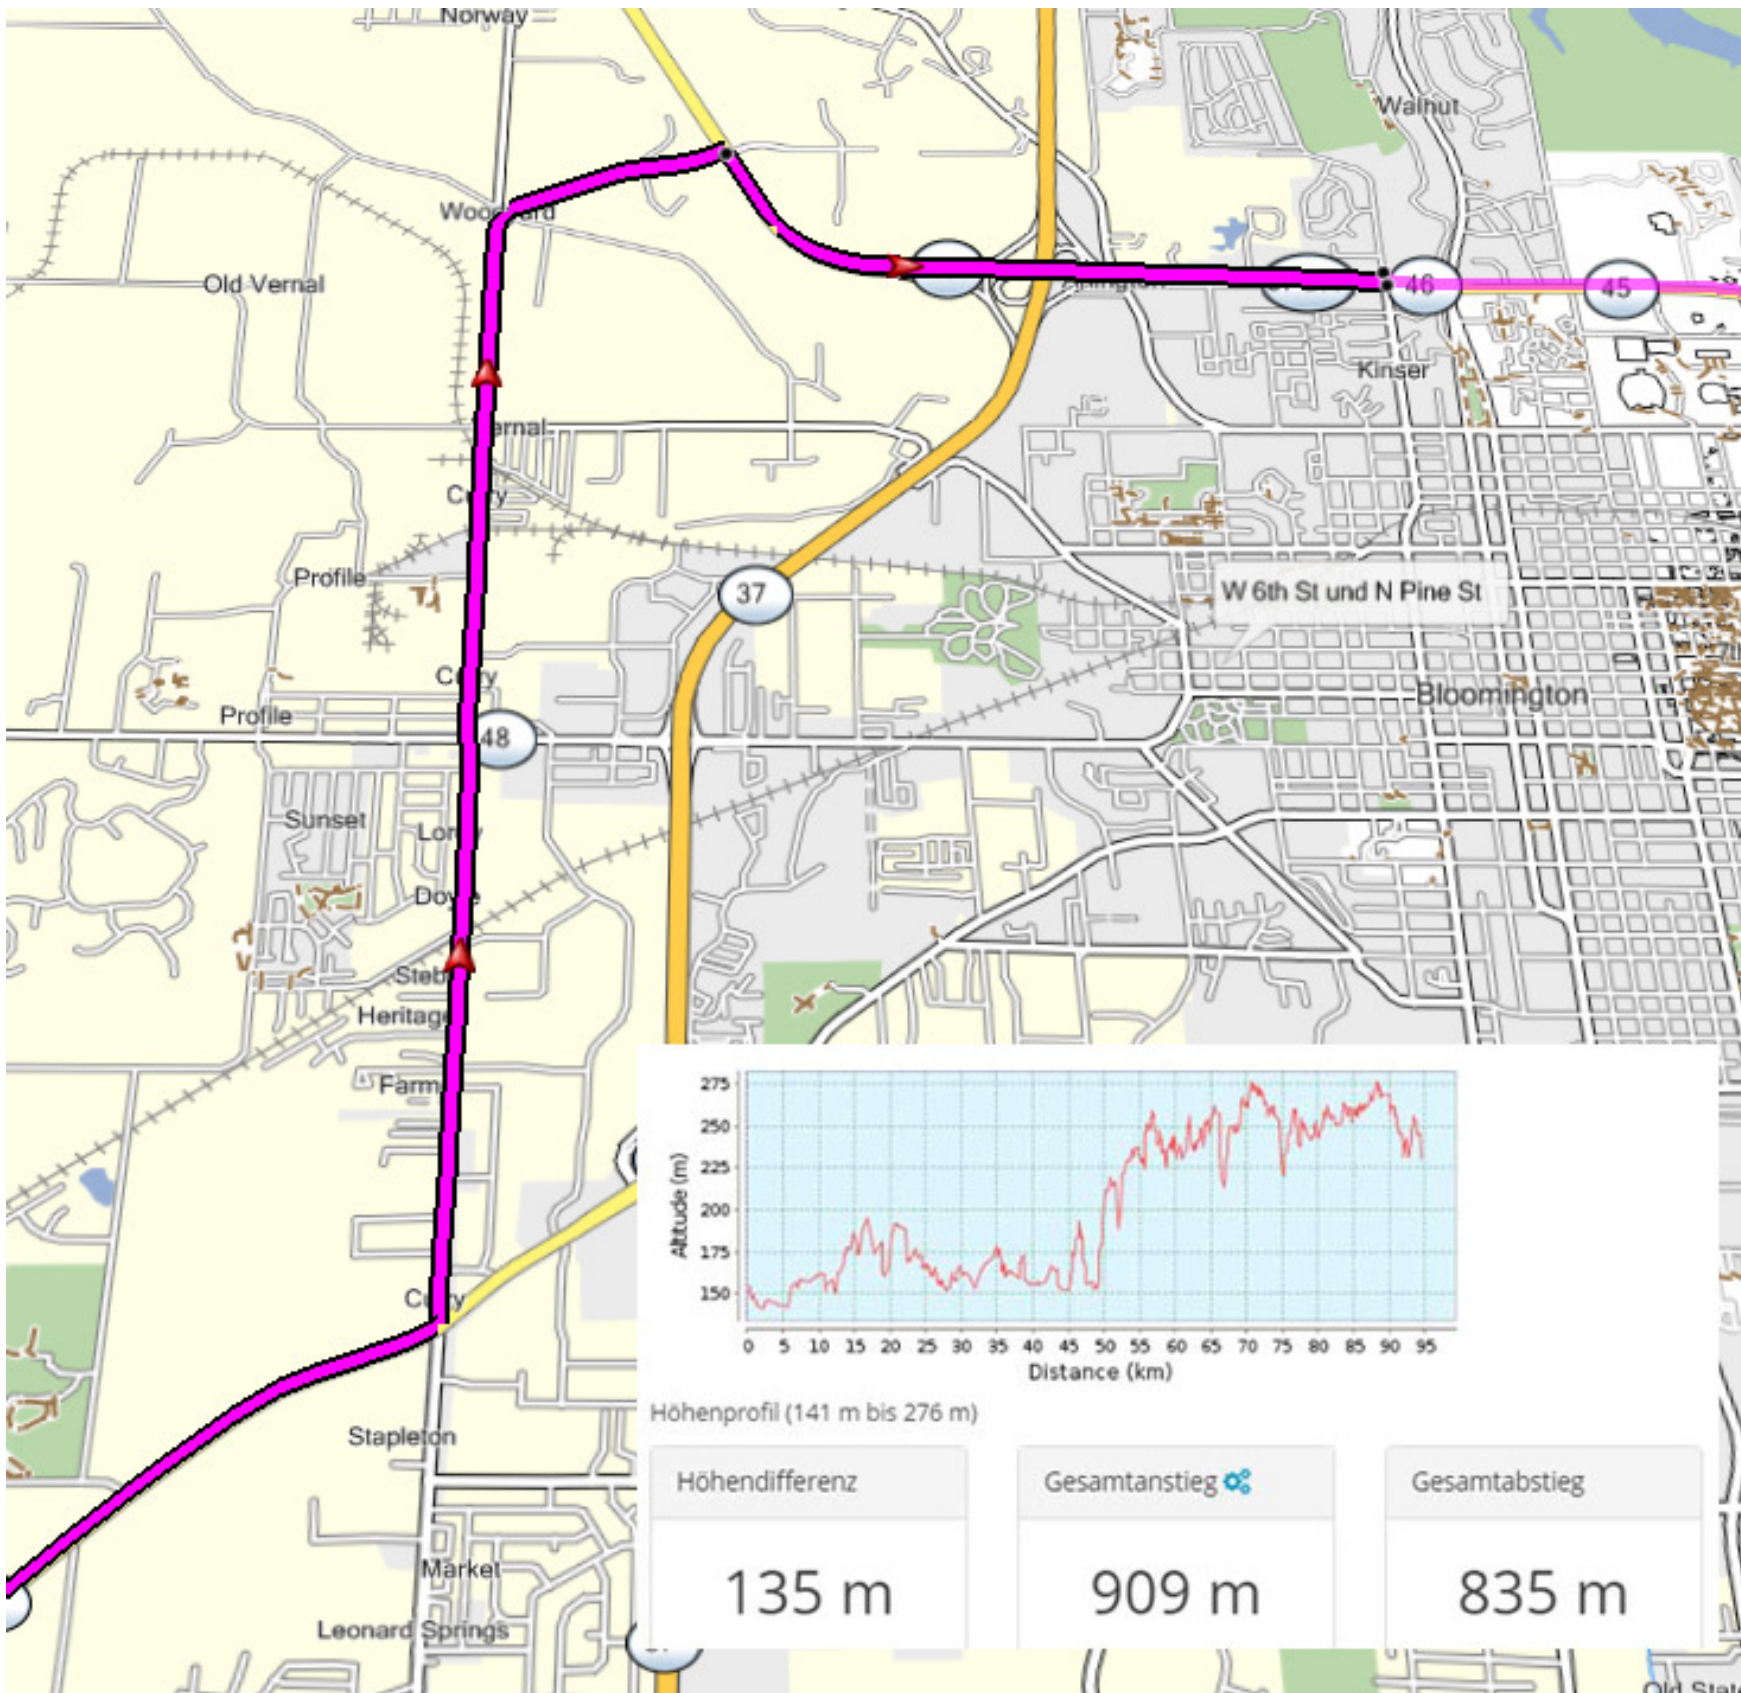 Norway
Walnut
Old Vernal
46
45
Kinser
Profile
37
W 6th St und N Pine St
Profile
48
Bloomington
Sunset
Heritage
Farm
Stapleton
Market
Leonard Springs
275
250
225
200
175
150
Altitude (m)
0 5 10 15 20 25 30 35 40 45 50 55 60 65 70 75 80 85 90 95
Distance (km)
Höhenprofil (141 m bis 276 m)
Höhendifferenz
Gesamtanstieg
Gesamtabstieg
135 m
909 m
835 m